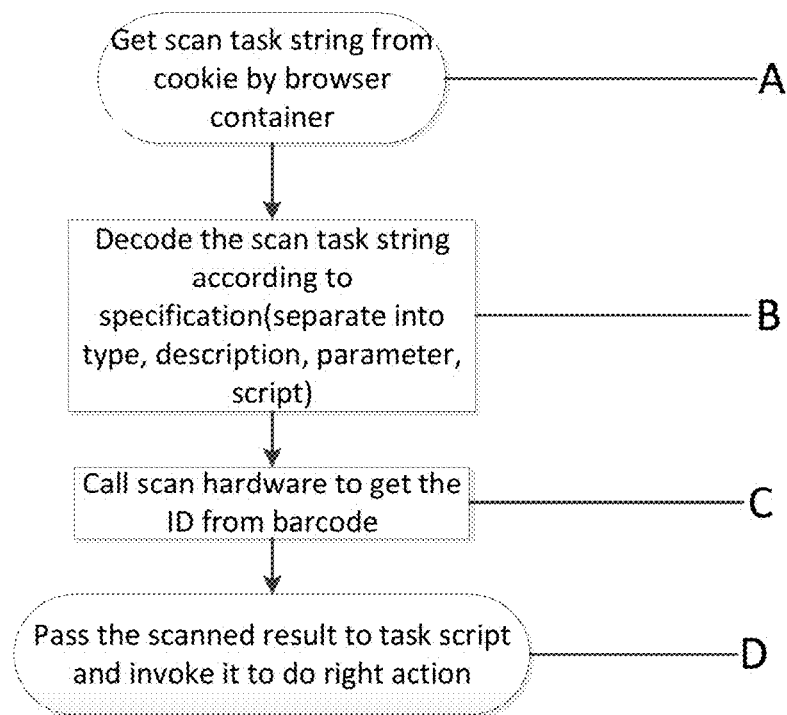 Get scan task string from
cookie by browser
container
A
Decode the scan task string
according to
specification(separate into
type, description, parameter,
script)
B
Call scan hardware to get the
ID from barcode
C
Pass the scanned result to task script
and invoke it to do right action
D